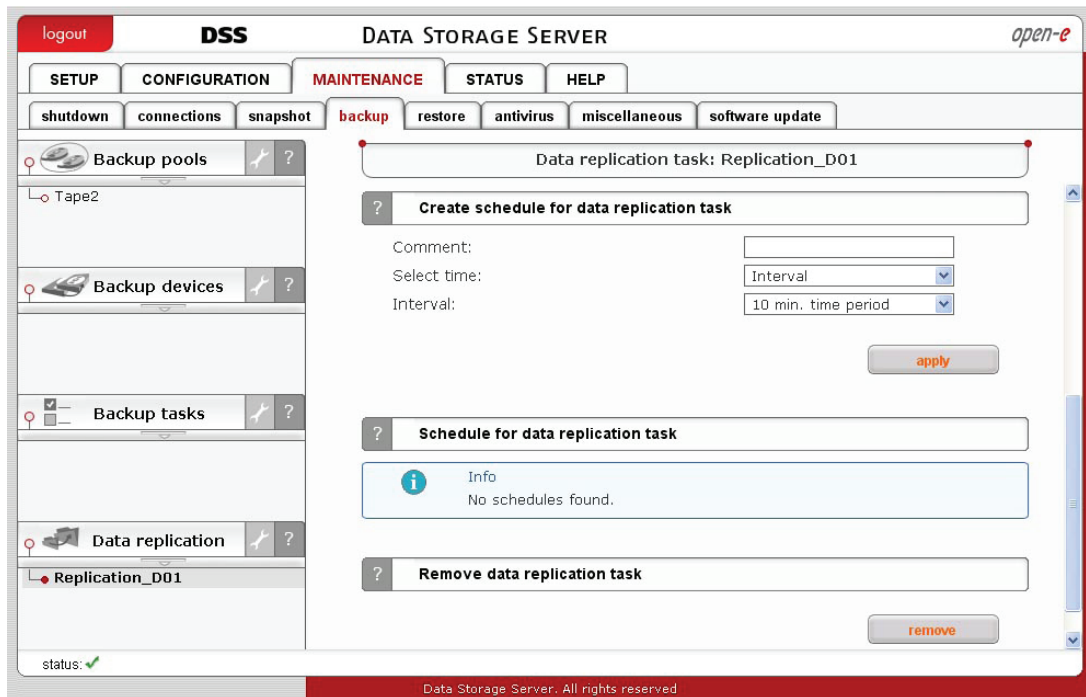 logout DSS DATA STORAGE SERVER open-e
SETUP CONFIGURATION MAINTENANCE STATUS HELP
shutdown connections snapshot backup restore antivirus miscellaneous software update
Backup pools ?
Tape2
Backup devices ?
Backup tasks ?
Data replication ?
Replication_D01
Data replication task: Replication_D01
? Create schedule for data replication task
Comment:
Select time: Interval
Interval: 10 min. time period
apply
? Schedule for data replication task
i Info
No schedules found.
? Remove data replication task
remove
status:
Data Storage Server. All rights reserved